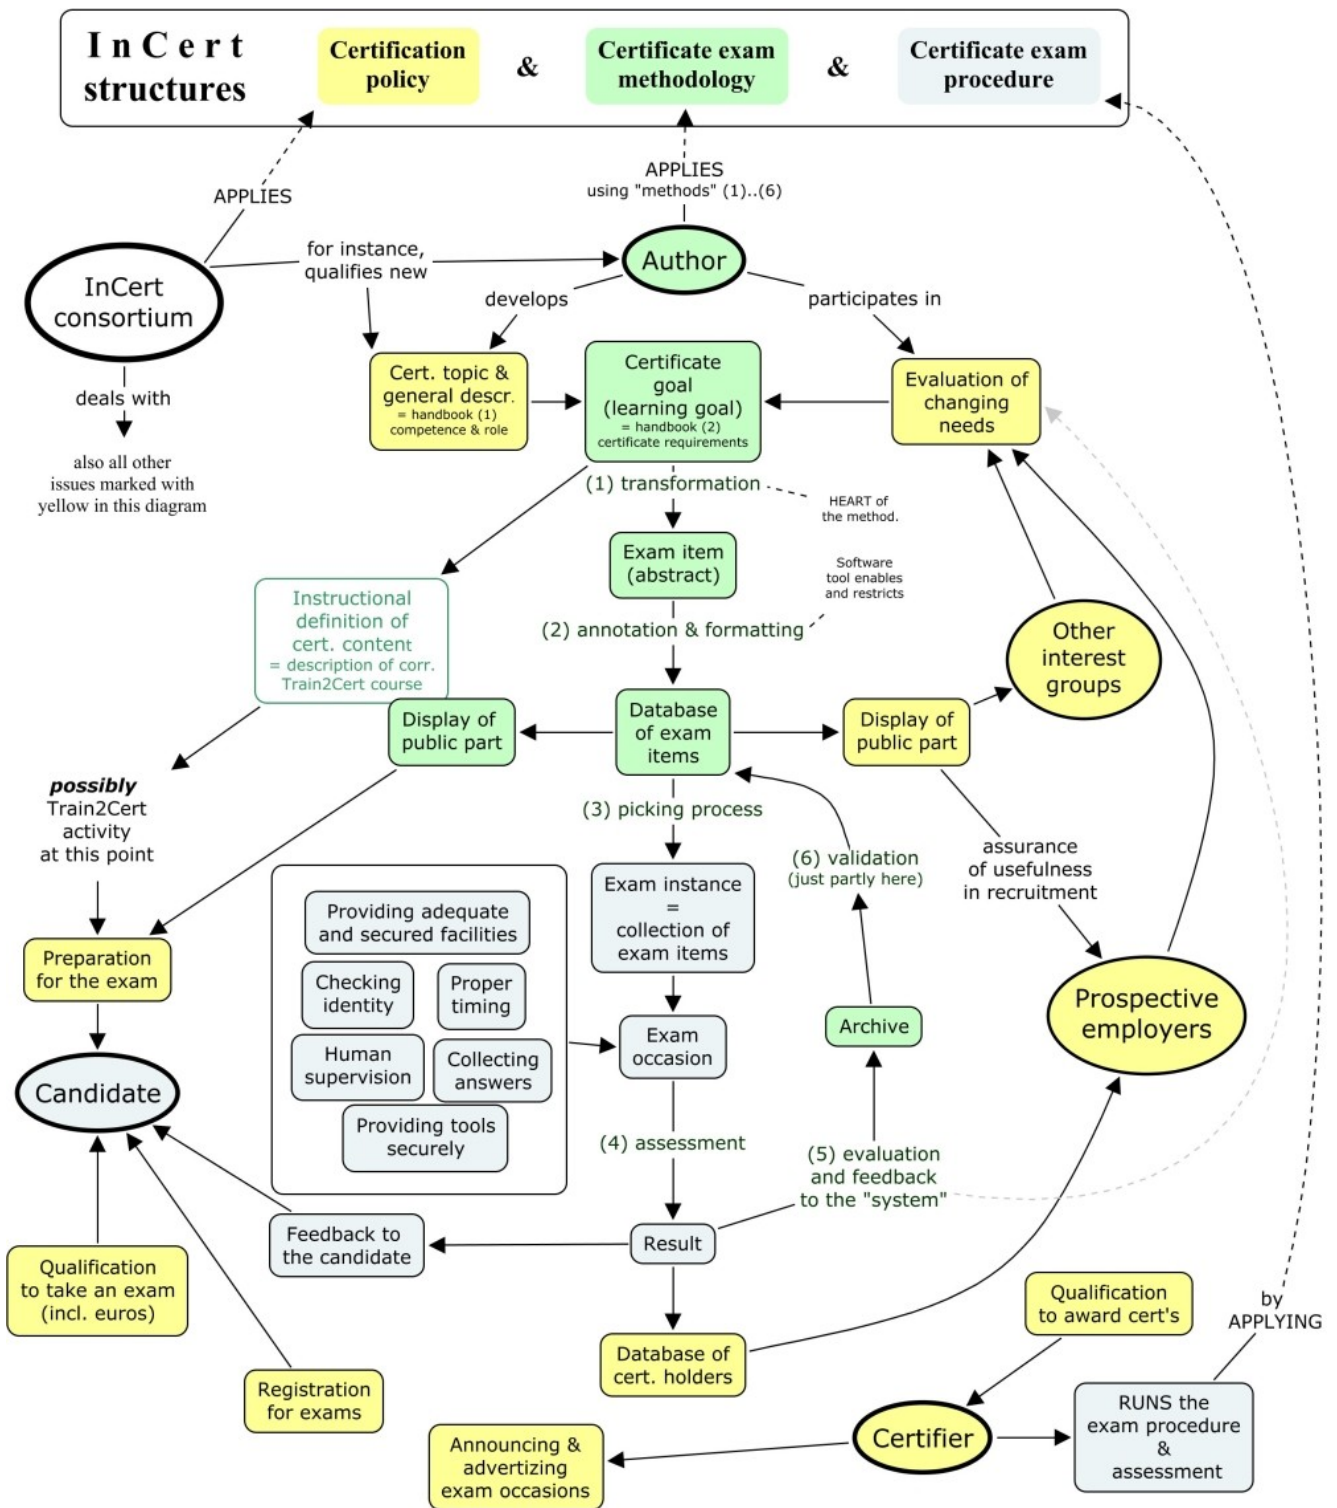 InCert
structures
Certification
policy
&
Certificate exam
methodology
&
Certificate exam
procedure
APPLIES
APPLIES
using "methods" (1)..(6)
InCert
consortium
for instance,
qualifies new
Author
develops
participates in
deals with
also all other
issues marked with
yellow in this diagram
Cert. topic &
general descr.
= handbook (1)
competence & role
Certificate
goal
(learning goal)
= handbook (2)
certificate requirements
Evaluation of
changing
needs
(1) transformation
HEART of
the method.
Exam item
(abstract)
Software
tool enables
and restricts
(2) annotation & formatting
Instructional
definition of
cert. content
= description of corr.
Train2Cert course
Other
interest
groups
Display of
public part
Database
of exam
items
Display of
public part
possibly
Train2Cert
activity
at this point
(3) picking process
(6) validation
(just partly here)
assurance
of usefulness
in recruitment
Exam instance
=
collection of
exam items
Providing adequate
and secured facilities
Checking
identity
Proper
timing
Human
supervision
Collecting
answers
Providing tools
securely
Preparation
for the exam
Exam
occasion
Archive
Prospective
employers
Candidate
(4) assessment
(5) evaluation
and feedback
to the "system"
Feedback to
the candidate
Result
Qualification
to take an exam
(incl. euros)
Registration
for exams
Database of
cert. holders
Qualification
to award cert's
by
APPLYING
Announcing &
advertizing
exam occasions
Certifier
RUNS the
exam procedure
&
assessment